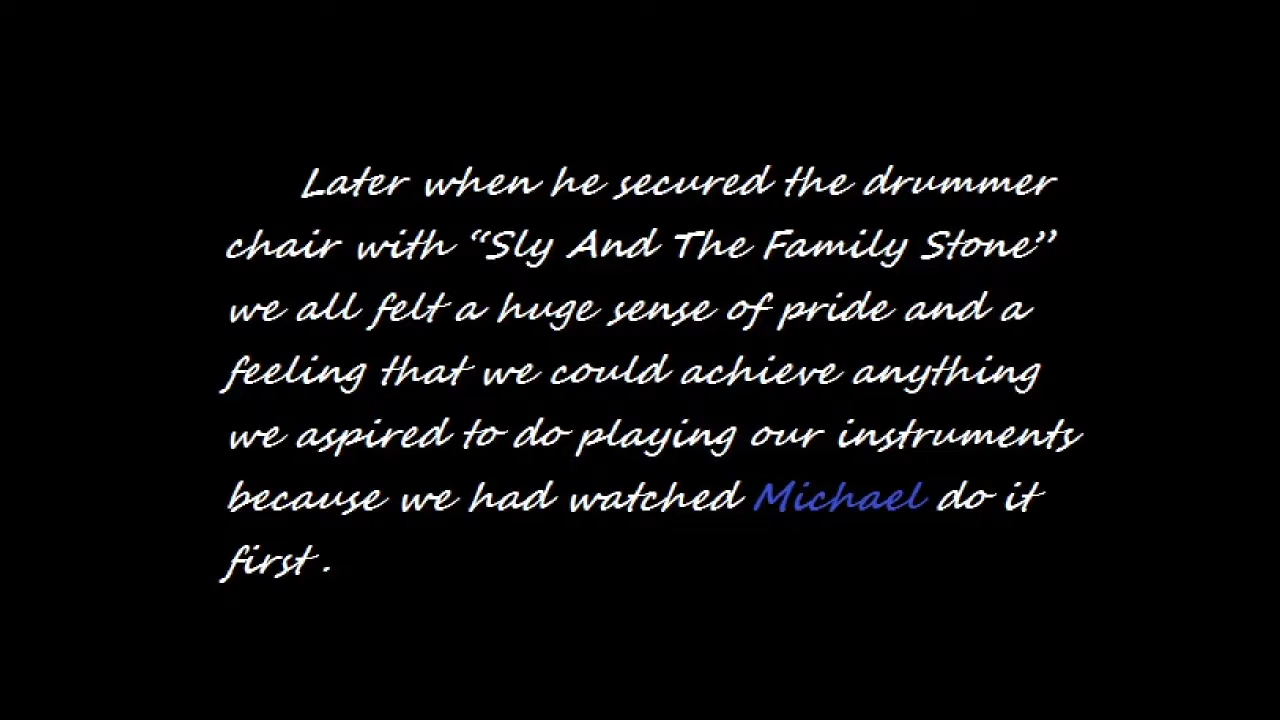 Later when he secured the drummer
chair with “Sly And The Family Stone”
we all felt a huge sense of pride and a
feeling that we could achieve anything
we aspired to do playing our instruments
because we had watched Michael do it
first .